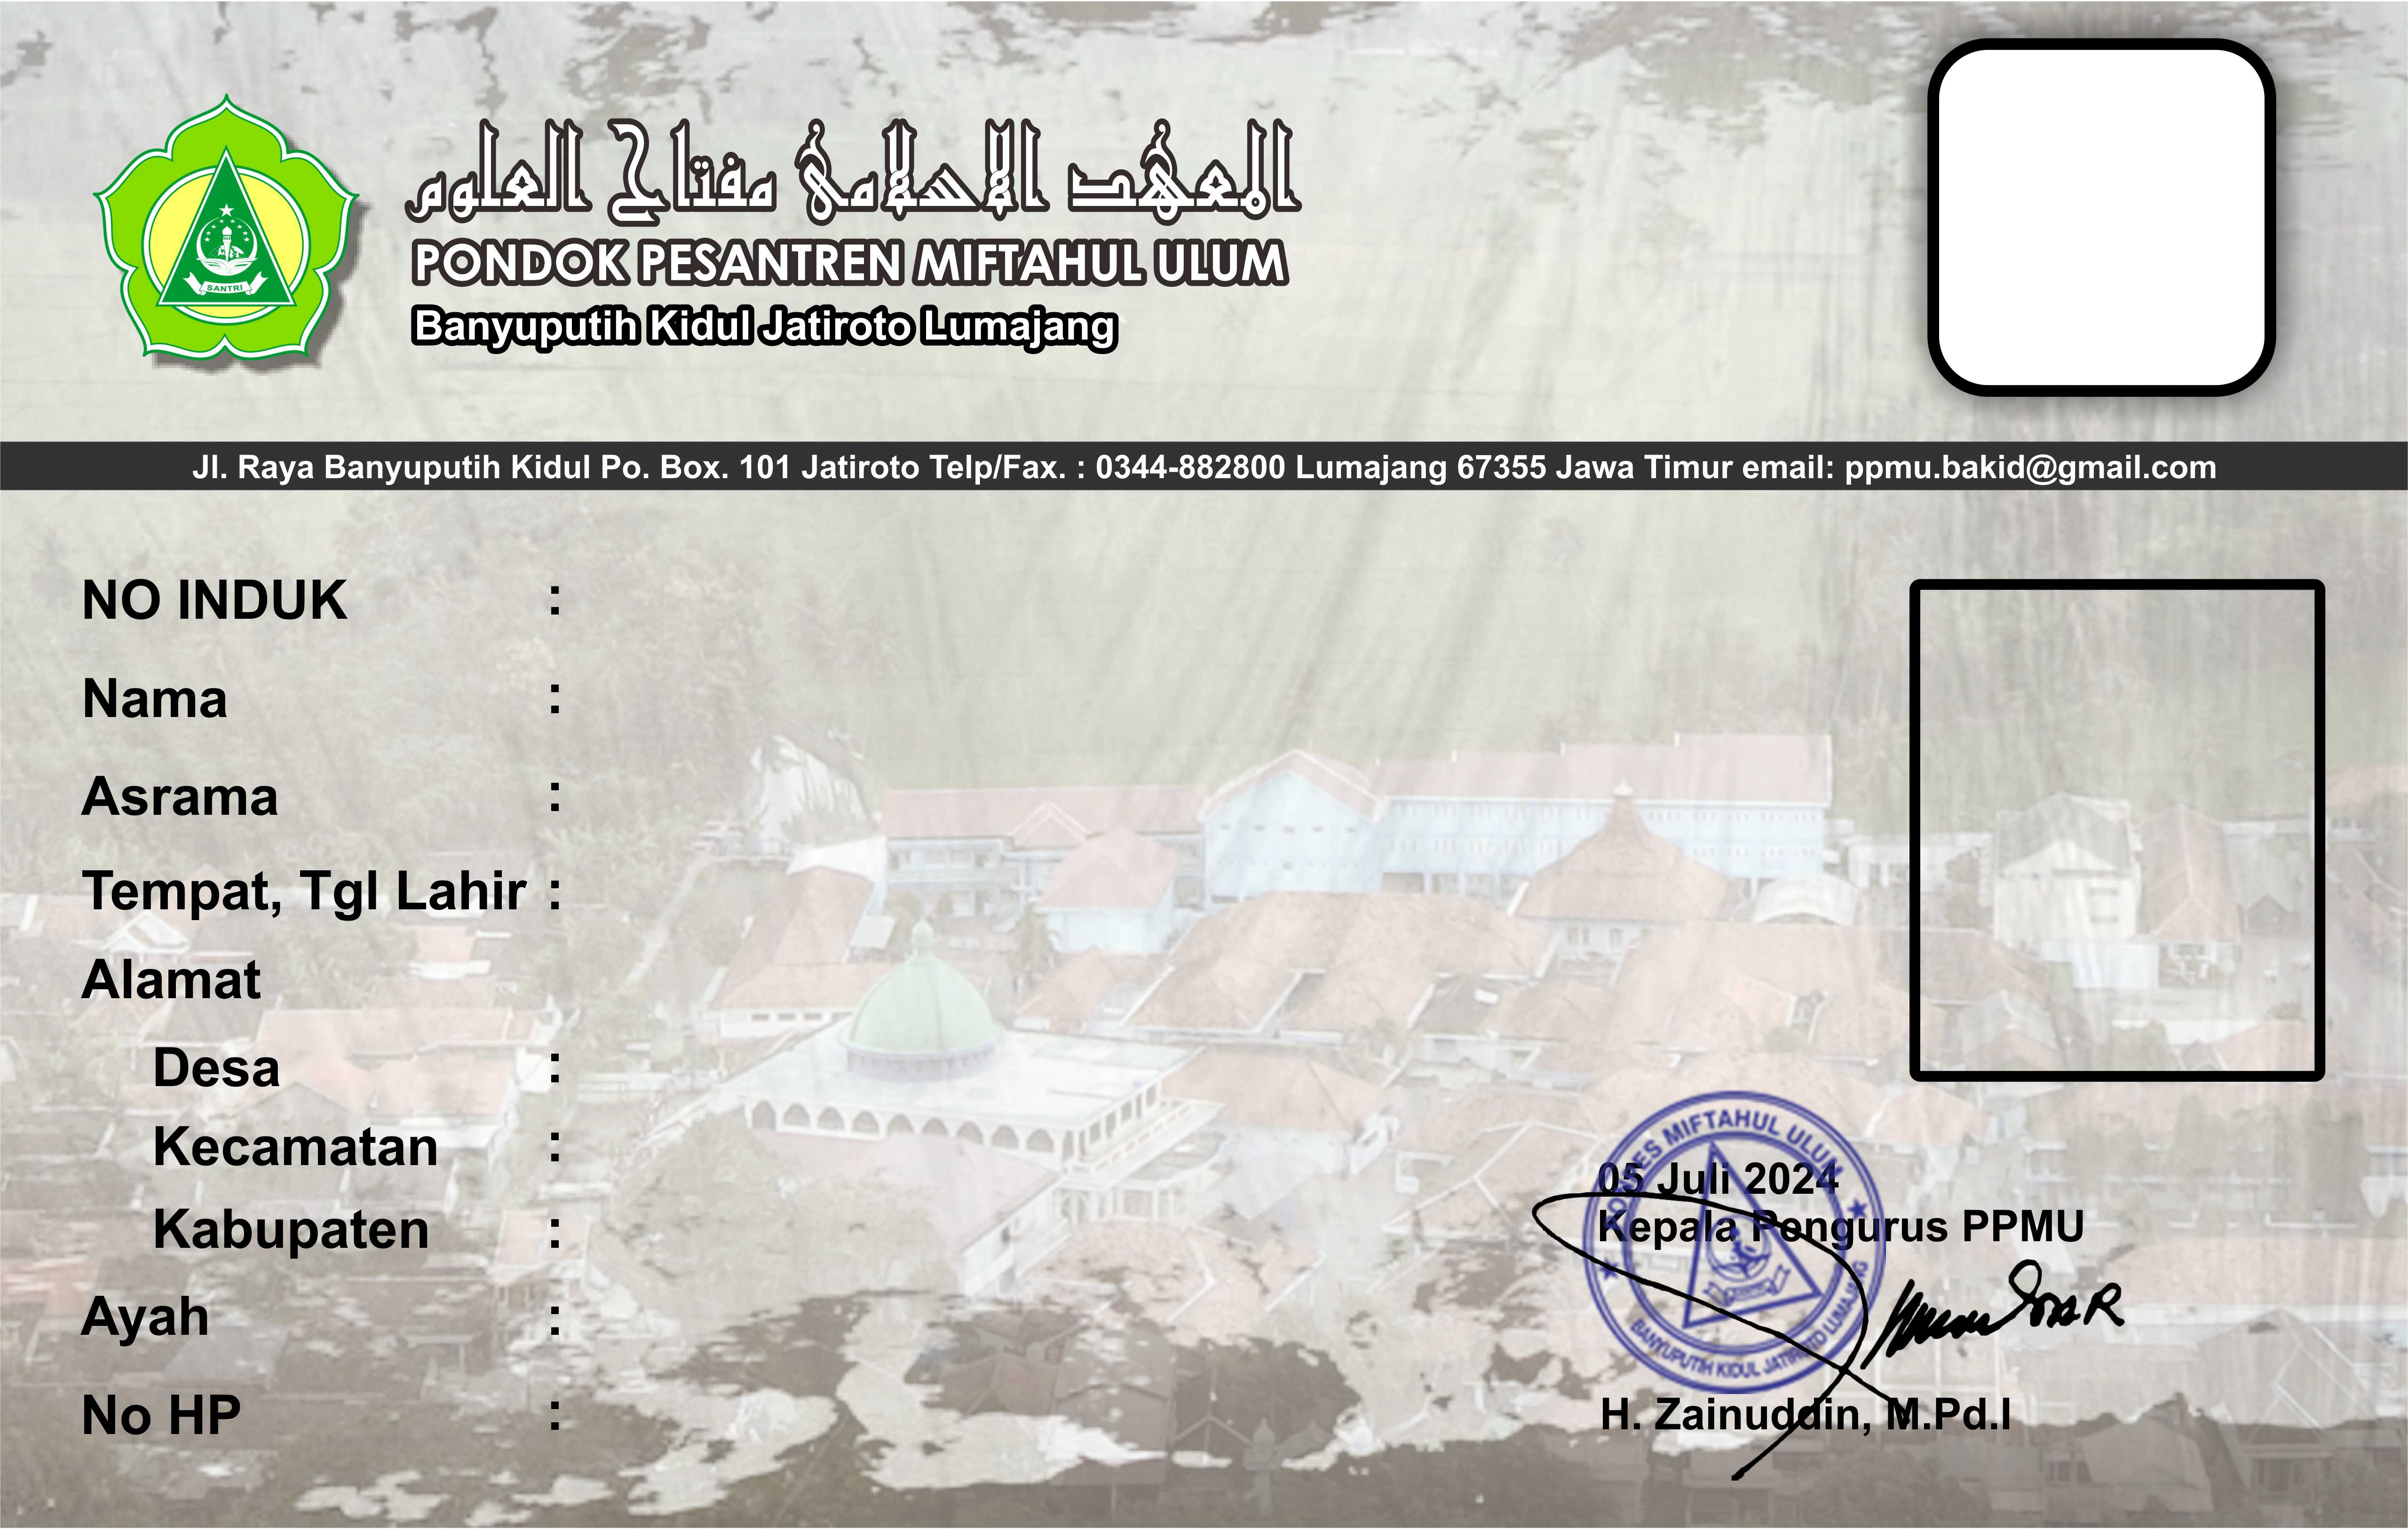 المعهد الإسلامي مفتاح العلوم
PONDOK PESANTREN MIFTAHUL ULUM
Banyuputih Kidul Jatiroto Lumajang
SANTRI
Jl. Raya Banyuputih Kidul Po. Box. 101 Jatiroto Telp/Fax. : 0344-882800 Lumajang 67355 Jawa Timur email: ppmu.bakid@gmail.com
NO INDUK :
Nama :
Asrama :
Tempat, Tgl Lahir :
Alamat
Desa :
Kecamatan :
Kabupaten :
Ayah :
No HP :
MIFTAHUL ULUM
BANYUPUTIH KIDUL JATIROTO LUMAJANG
05 Juli 2024
Kepala Pengurus PPMU
H. Zainuddin, M.Pd.I